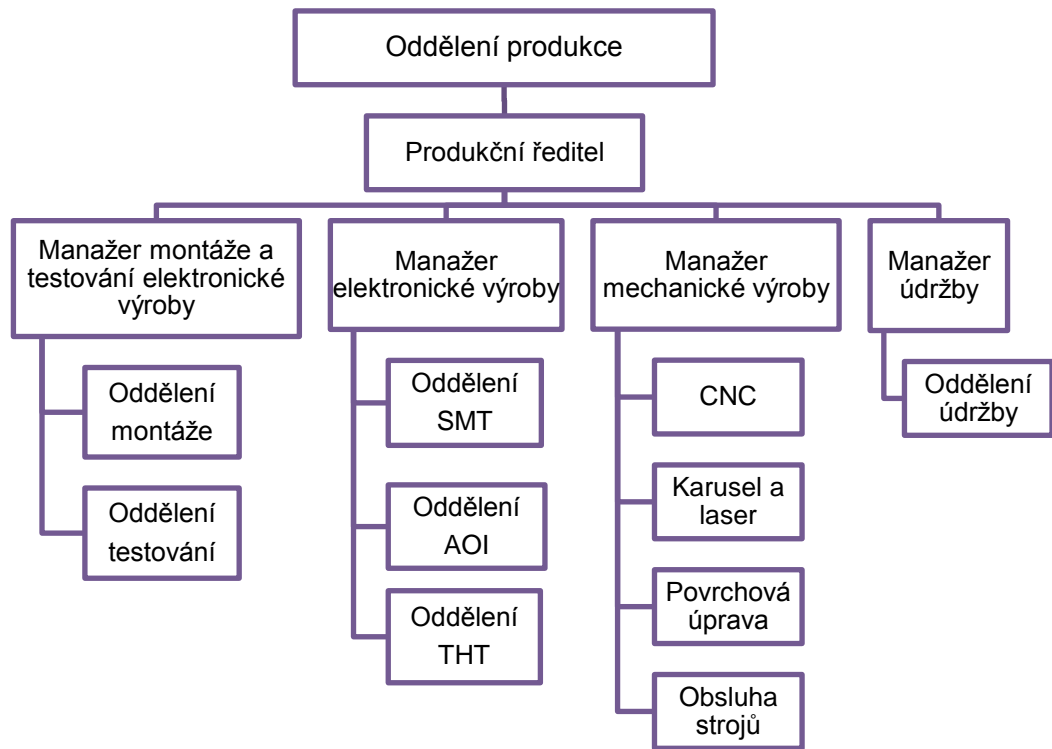 Oddělení produkce
Produkční ředitel
Manažer montáže a
testování elektronické
výroby
Manažer
elektronické výroby
Manažer
mechanické výroby
Manažer
údržby
Oddělení
montáže
Oddělení
testování
Oddělení
SMT
Oddělení
AOI
Oddělení
THT
CNC
Karusel a
laser
Povrchová
úprava
Obsluha
strojů
Oddělení
údržby